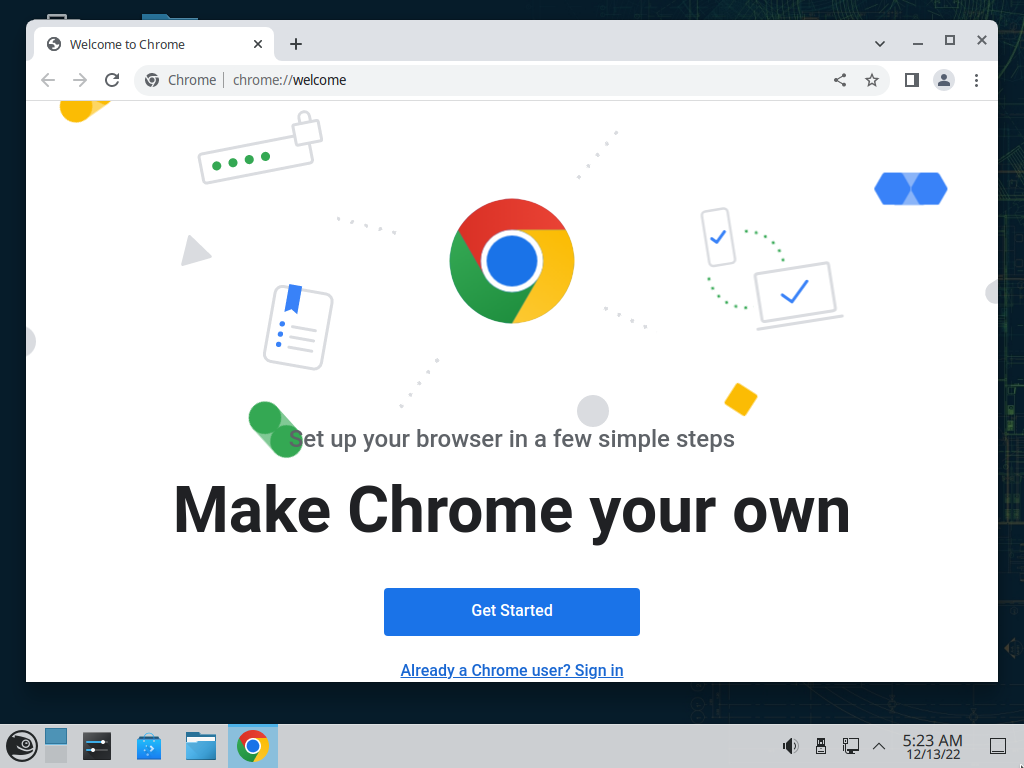 Welcome to Chrome
Chrome
chrome://welcome
Set up your browser in a few simple steps
Make Chrome your own
Get Started
Already a Chrome user? Sign in
5:23 AM
12/13/22